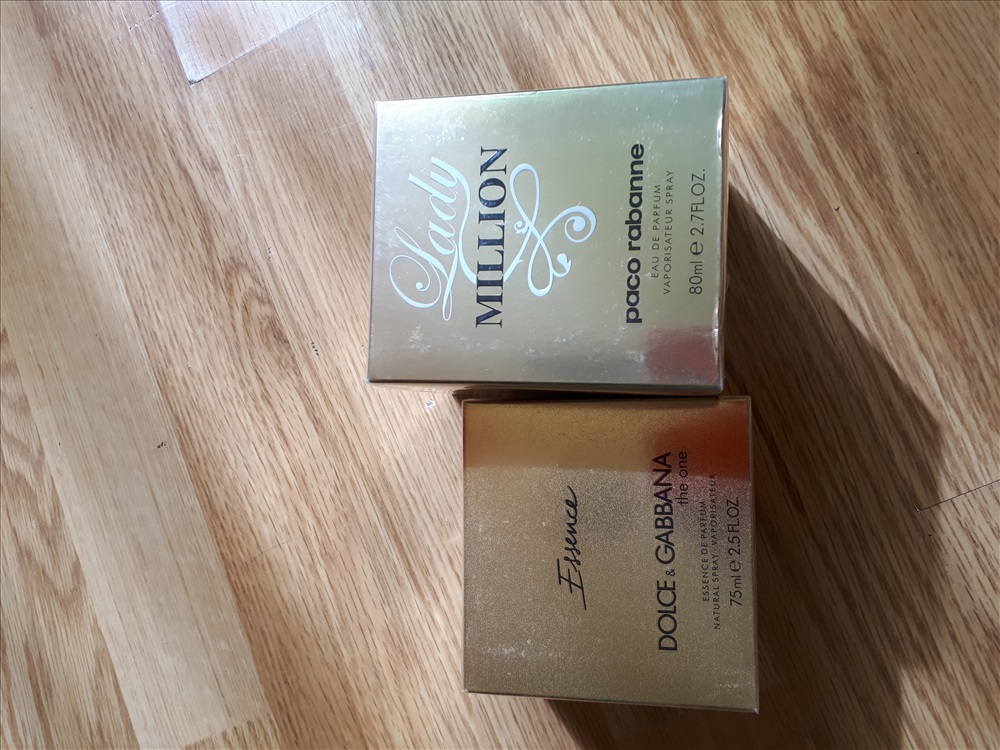 Lady
MILLION
paco rabanne
EAU DE PARFUM
VAPORISATEUR SPRAY
80ml e 2.7FL.OZ.
Essence
DOLCE & GABBANA
the one
ESSENCE DE PARFUM
NATURAL SPRAY · VAPORISATEUR
75ml e 2.5 FL.OZ.